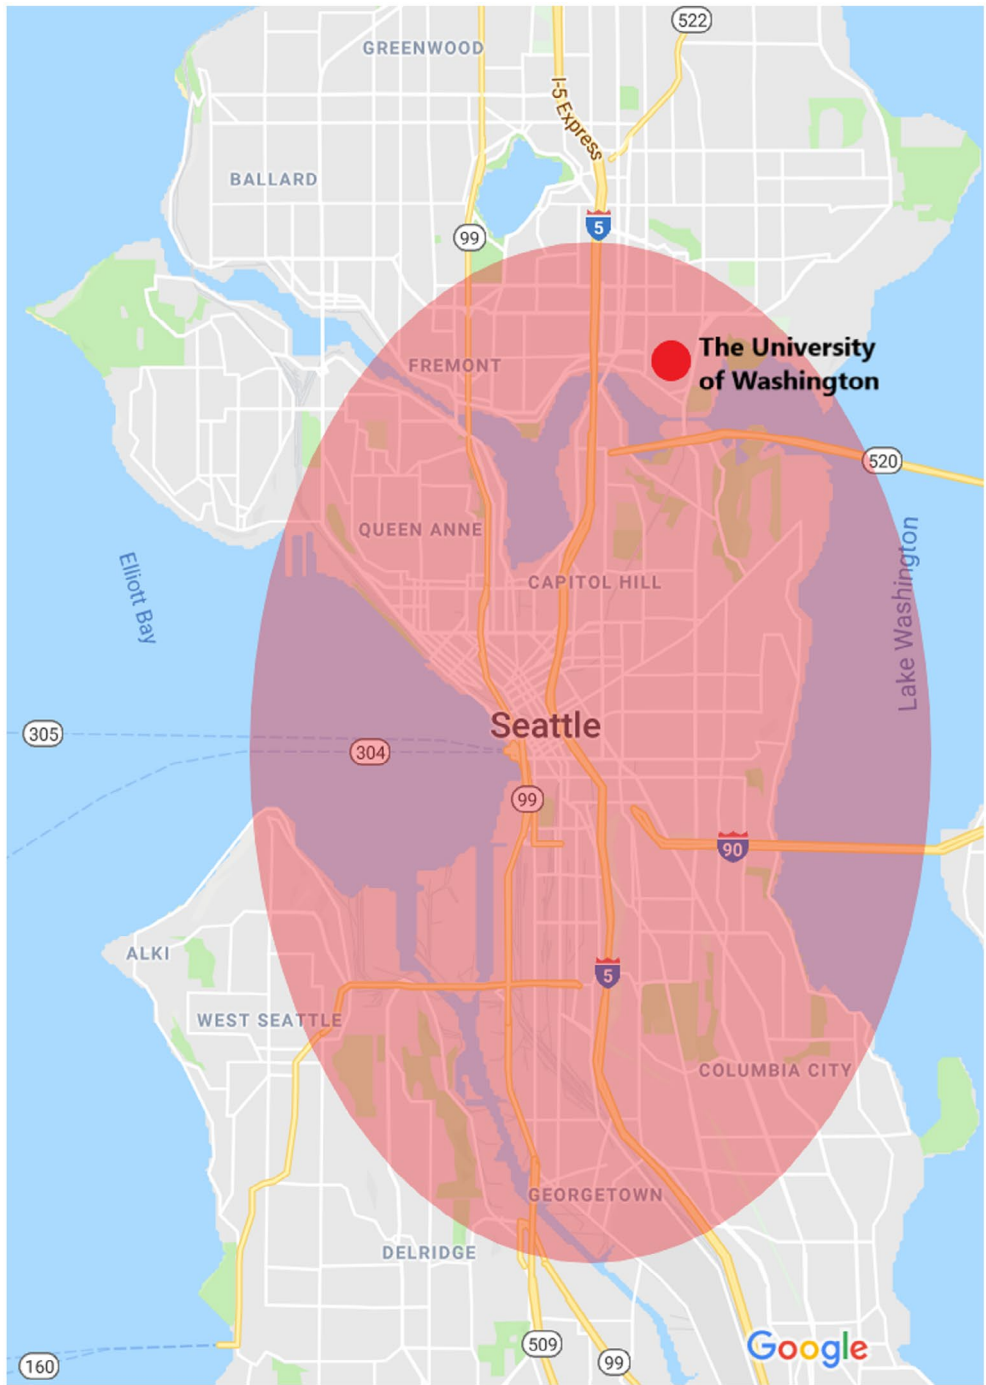 522
GREENWOOD
I-5 Express
BALLARD
5
99
The University
of Washington
FREMONT
520
QUEEN ANNE
Elliott Bay
CAPITOL HILL
Lake Washington
Seattle
305
304
99
90
ALKI
5
WEST SEATTLE
COLUMBIA CITY
GEORGETOWN
DELRIDGE
509
Google
99
160